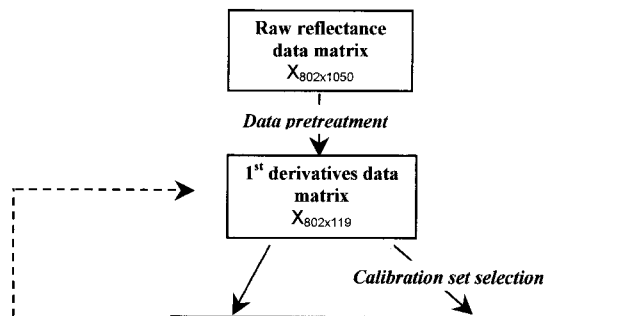 Raw reflectance
data matrix
X802x1050
Data pretreatment
1st derivatives data
matrix
X802x119
Calibration set selection